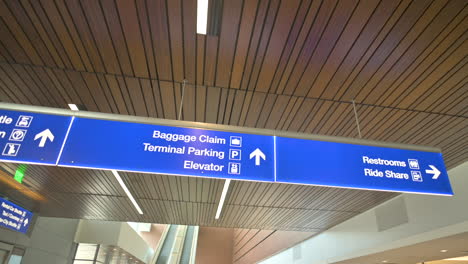 Baggage Claim
Terminal Parking
Elevator
Restrooms
Ride Share